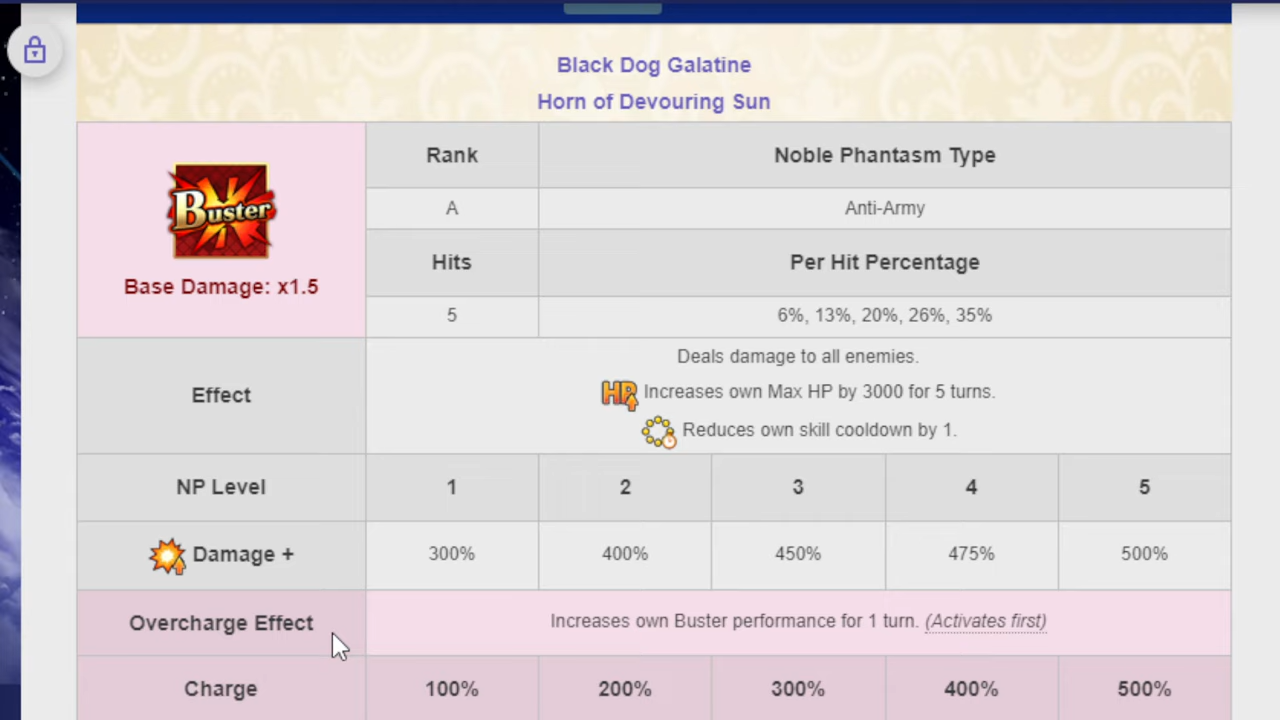 Black Dog Galatine
Horn of Devouring Sun
Rank
Noble Phantasm Type
Buster
Base Damage: x1.5
A
Anti-Army
Hits
Per Hit Percentage
5
6%, 13%, 20%, 26%, 35%
Effect
Deals damage to all enemies.
HP Increases own Max HP by 3000 for 5 turns.
Reduces own skill cooldown by 1.
NP Level
1
2
3
4
5
Damage +
300%
400%
450%
475%
500%
Overcharge Effect
Increases own Buster performance for 1 turn. (Activates first)
Charge
100%
200%
300%
400%
500%